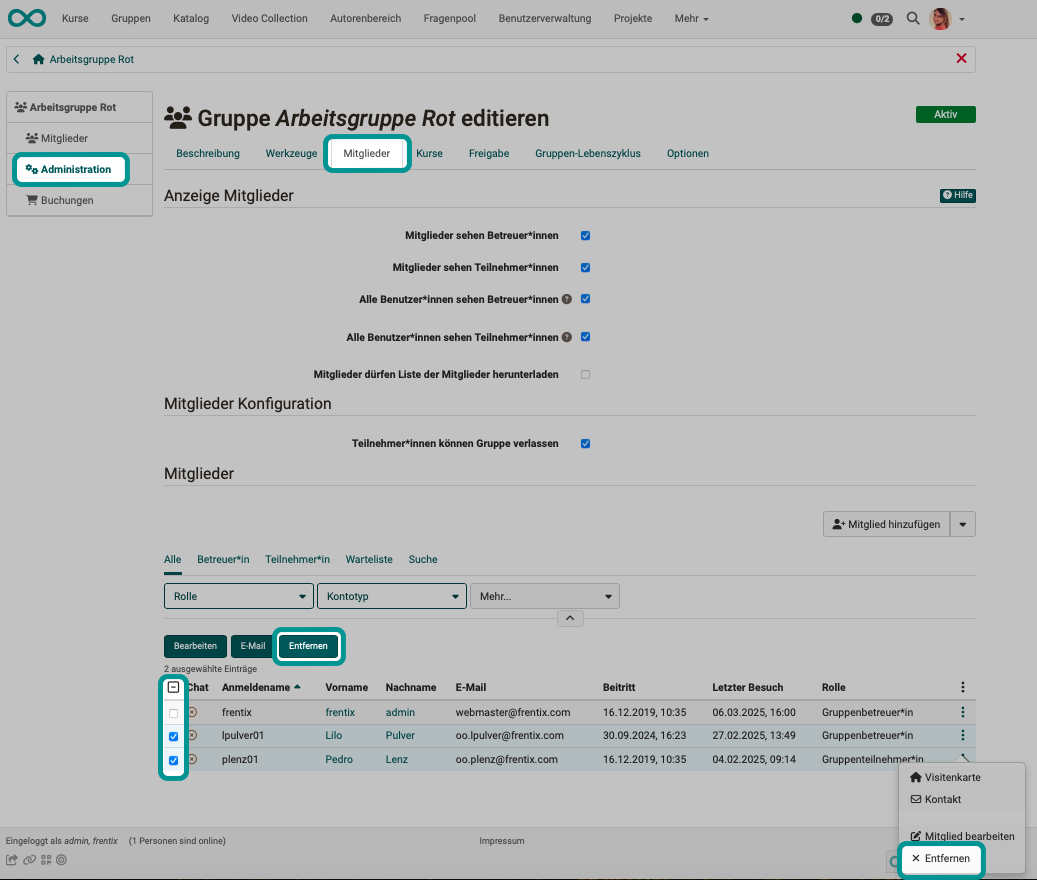 Kurse Gruppen Katalog Video Collection Autorenbereich Fragenpool Benutzerverwaltung Projekte Mehr 0/2
Arbeitsgruppe Rot
Arbeitsgruppe Rot
Mitglieder
Administration
Buchungen
Gruppe Arbeitsgruppe Rot editieren
Aktiv
Beschreibung Werkzeuge Mitglieder Kurse Freigabe Gruppen-Lebenszyklus Optionen
Anzeige Mitglieder
Hilfe
Mitglieder sehen Betreuer*innen
Mitglieder sehen Teilnehmer*innen
Alle Benutzer*innen sehen Betreuer*innen
Alle Benutzer*innen sehen Teilnehmer*innen
Mitglieder dürfen Liste der Mitglieder herunterladen
Mitglieder Konfiguration
Teilnehmer*innen können Gruppe verlassen
Mitglieder
Mitglied hinzufügen
Alle Betreuer*in Teilnehmer*in Warteliste Suche
Rolle Kontotyp Mehr...
Bearbeiten E-Mail Entfernen
2 ausgewählte Einträge
Chat Anmeldename Vorname Nachname E-Mail Beitritt Letzter Besuch Rolle
frentix frentix admin webmaster@frentix.com 16.12.2019, 10:35 06.03.2025, 16:00 Gruppenbetreuer*in
lpulver01 Lilo Pulver oo.lpulver@frentix.com 30.09.2024, 16:23 27.02.2025, 13:49 Gruppenbetreuer*in
plenz01 Pedro Lenz oo.plenz@frentix.com 16.12.2019, 10:35 04.02.2025, 09:14 Gruppenteilnehmer*in
Visitenkarte
Kontakt
Mitglied bearbeiten
Entfernen
Eingeloggt als admin, frentix (1 Personen sind online) Impressum